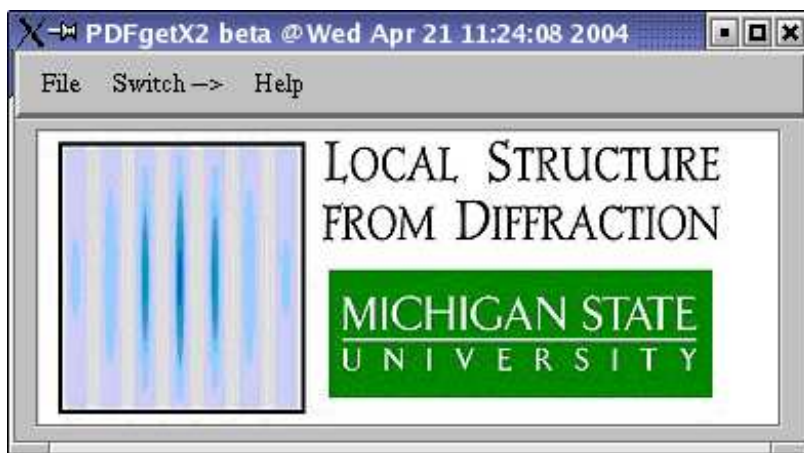 PDFgetX2 beta @Wed Apr 21 11:24:08 2004
File Switch --> Help
LOCAL STRUCTURE
FROM DIFFRACTION
MICHIGAN STATE
UNIVERSITY